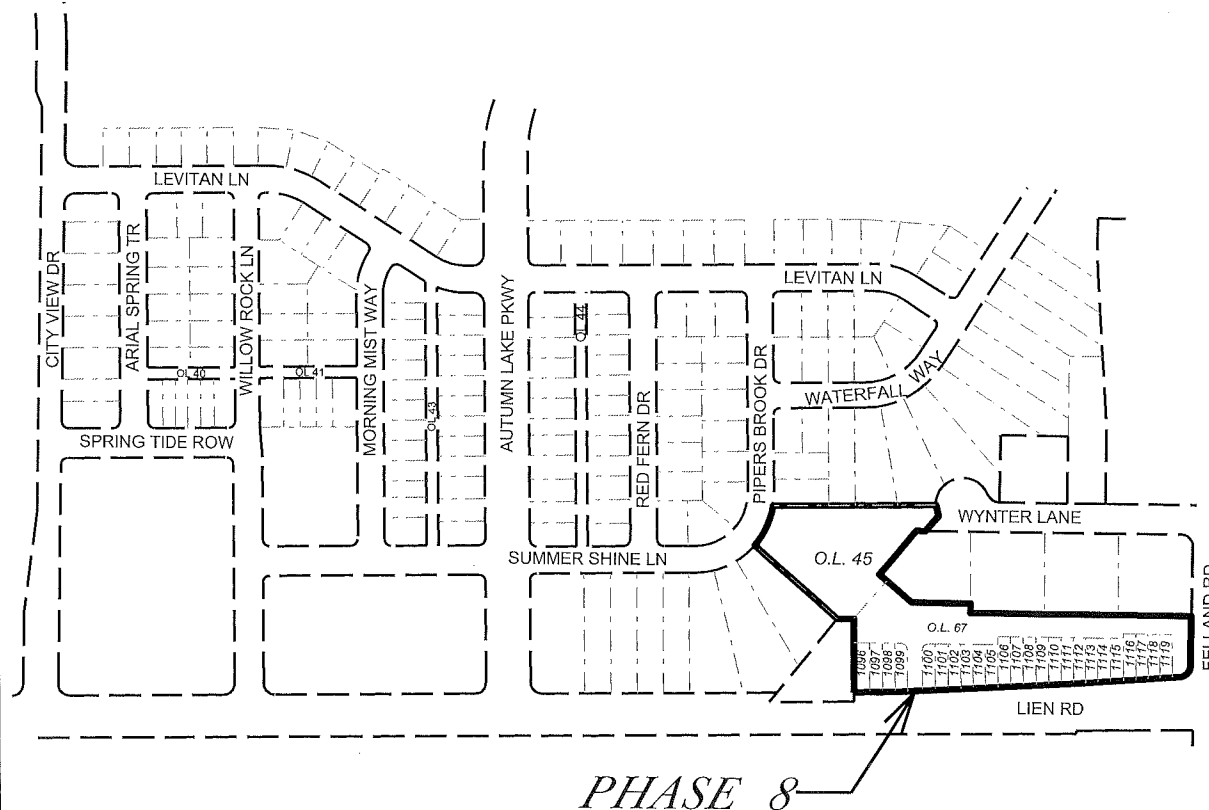 LEVITAN LN
CITY VIEW DR
ARIAL SPRING TR
WILLOW ROCK LN
MORNING MIST WAY
AUTUMN LAKE PKWY
OL 44
LEVITAN LN
OL 40
OL 41
OL 43
RED FERN DR
PIPERS BROOK DR
WATERFALL WAY
SPRING TIDE ROW
SUMMER SHINE LN
WYNTER LANE
O.L. 45
O.L. 67
1096
1097
1098
1099
1100
1101
1102
1103
1104
1105
1106
1107
1108
1109
1110
1111
1112
1113
1114
1115
1116
1117
1118
1119
LIEN RD
PHASE 8